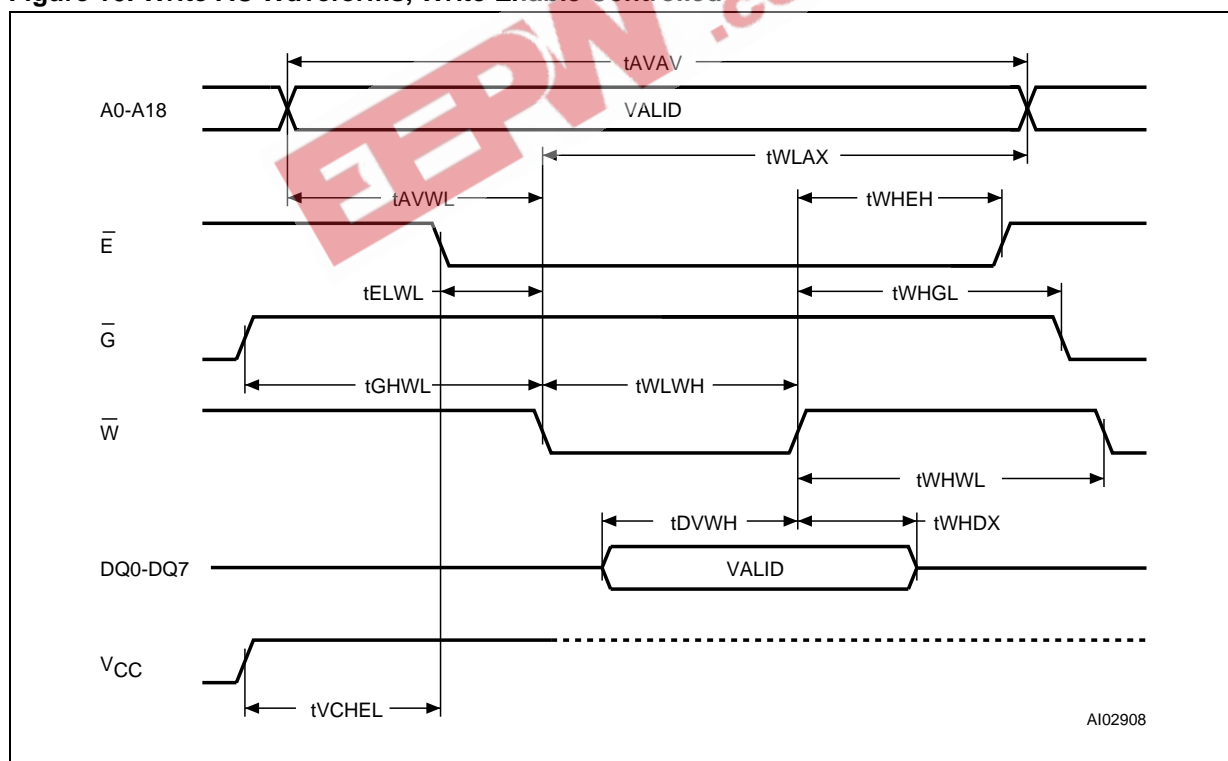 tAVAV
A0-A18
VALID
tWLAX
tAVWL
tWHEH
E
tELWL
tWHGL
G
tGHWL
tWLWH
W
tWHWL
tDVWH
tWHDX
DQ0-DQ7
VALID
VCC
tVCHEL
AI02908